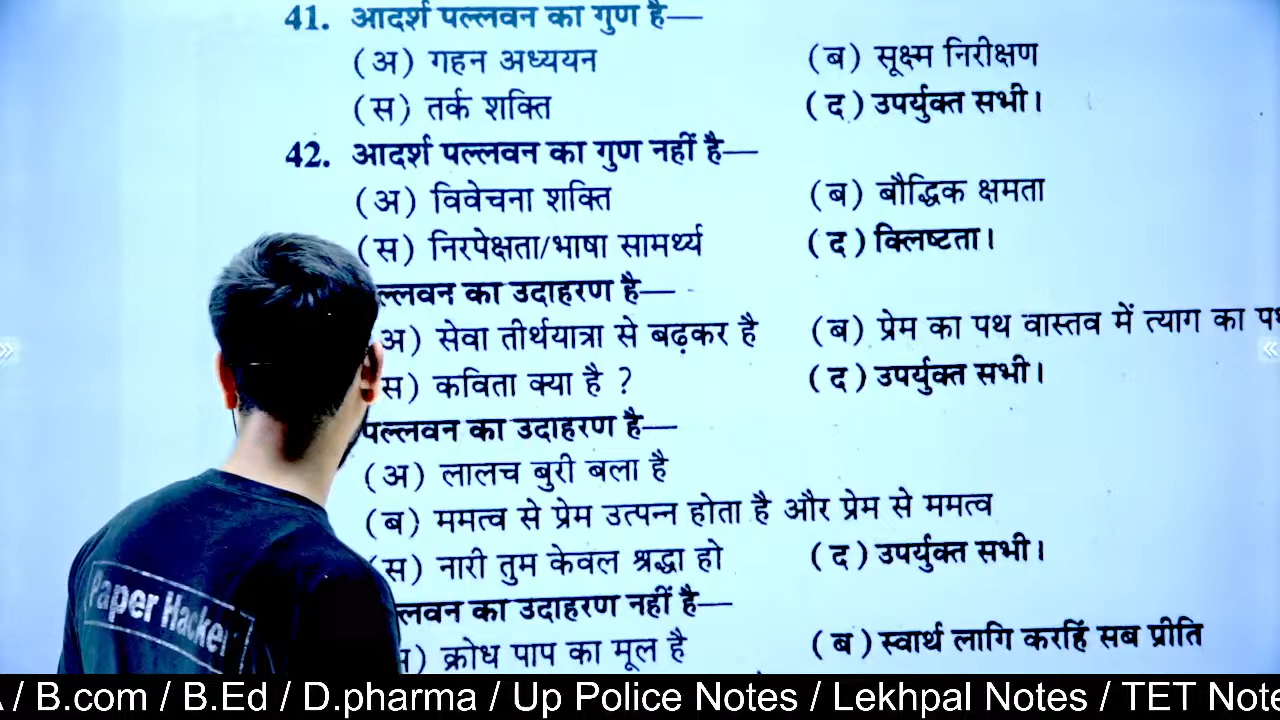 41. आदर्श पल्लवन का गुण है—
(अ) गहन अध्ययन (ब) सूक्ष्म निरीक्षण
(स) तर्क शक्ति (द) उपर्युक्त सभी।
42. आदर्श पल्लवन का गुण नहीं है—
(अ) विवेचना शक्ति (ब) बौद्धिक क्षमता
(स) निरपेक्षता/भाषा सामर्थ्य (द) क्लिष्टता।
ल्लवन का उदाहरण है—
अ) सेवा तीर्थयात्रा से बढ़कर है (ब) प्रेम का पथ वास्तव में त्याग का
स) कविता क्या है ? (द) उपर्युक्त सभी।
पल्लवन का उदाहरण है—
(अ) लालच बुरी बला है
(ब) ममत्व से प्रेम उत्पन्न होता है और प्रेम से ममत्व
स) नारी तुम केवल श्रद्धा हो (द) उपर्युक्त सभी।
ल्लवन का उदाहरण नहीं है—
) क्रोध पाप का मूल है (ब) स्वार्थ लागि करहिं सब प्रीति
Paper Hacker
/ B.com / B.Ed / D.pharma / Up Police Notes / Lekhpal Notes / TET Note